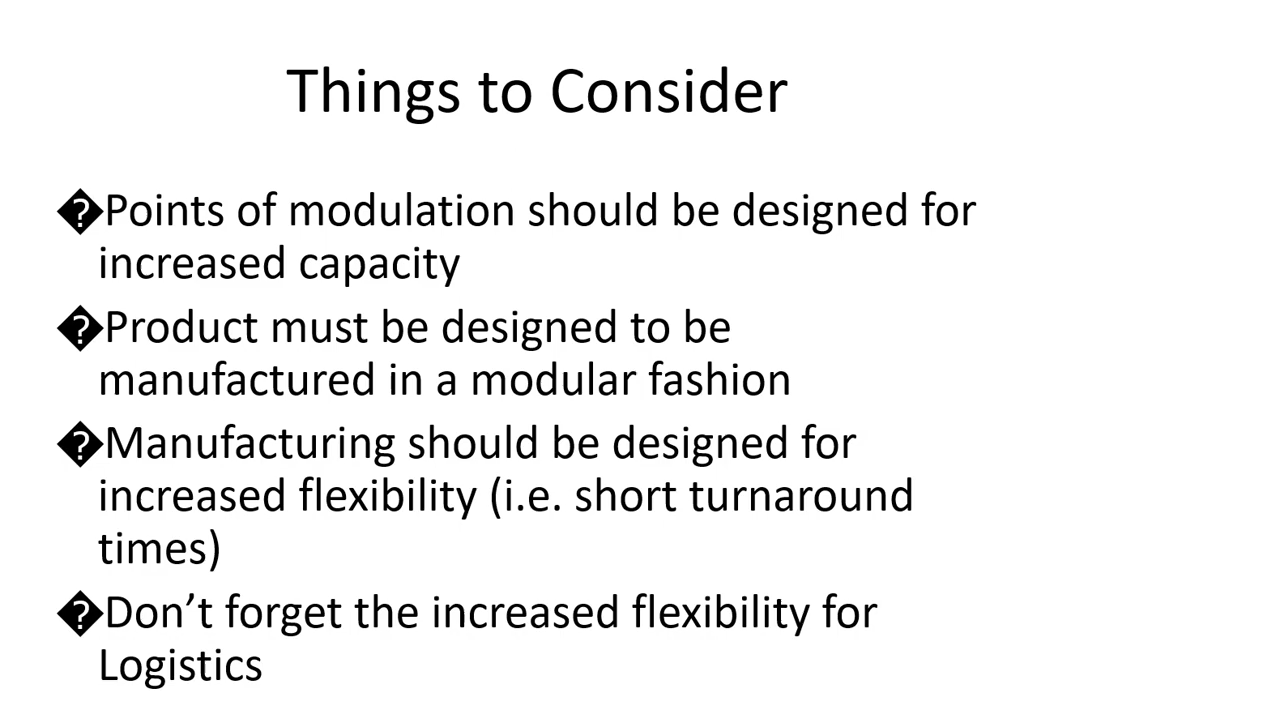 Things to Consider
�Points of modulation should be designed for
increased capacity
�Product must be designed to be
manufactured in a modular fashion
�Manufacturing should be designed for
increased flexibility (i.e. short turnaround
times)
�Don’t forget the increased flexibility for
Logistics